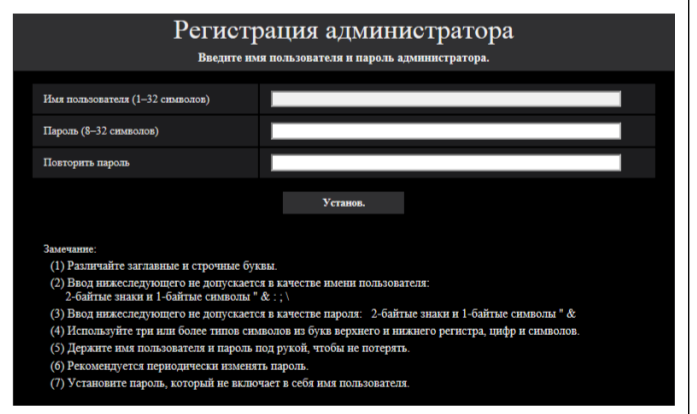 Регистрация администратора
Введите имя пользователя и пароль администратора.
Имя пользователя (1–32 символов)
Пароль (8–32 символов)
Повторить пароль
Установ.
Замечание:
(1) Различайте заглавные и строчные буквы.
(2) Ввод нижеследующего не допускается в качестве имени пользователя:
2-байтые знаки и 1-байтые символы " & : ; \
(3) Ввод нижеследующего не допускается в качестве пароля: 2-байтые знаки и 1-байтые символы " &
(4) Используйте три или более типов символов из букв верхнего и нижнего регистра, цифр и символов.
(5) Держите имя пользователя и пароль под рукой, чтобы не потерять.
(6) Рекомендуется периодически изменять пароль.
(7) Установите пароль, который не включает в себя имя пользователя.